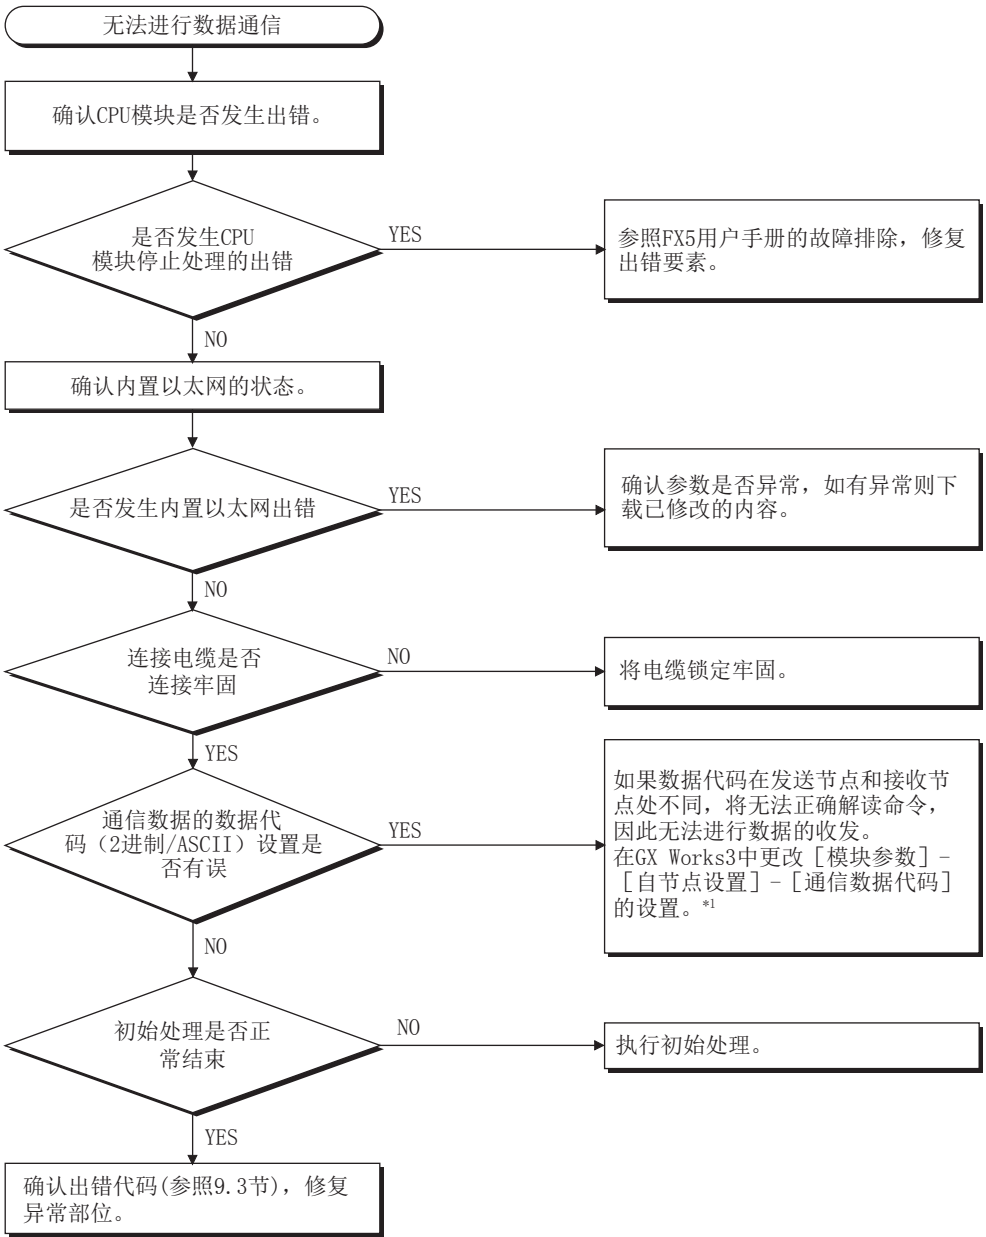 无法进行数据通信
确认CPU模块是否发生出错。
是否发生CPU
模块停止处理的出错
YES
参照FX5用户手册的故障排除，修复
出错要素。
NO
确认内置以太网的状态。
是否发生内置以太网出错
YES
确认参数是否异常，如有异常则下
载已修改的内容。
NO
连接电缆是否
连接牢固
NO
将电缆锁定牢固。
YES
通信数据的数据代
码（2进制/ASCII）设置是
否有误
YES
如果数据代码在发送节点和接收节
点处不同，将无法正确解读命令，
因此无法进行数据的收发。
在GX Works3中更改［模块参数］-
［自节点设置］-［通信数据代码］
的设置。*1
NO
初始处理是否正
常结束
NO
执行初始处理。
YES
确认出错代码(参照9.3节)，修复
异常部位。